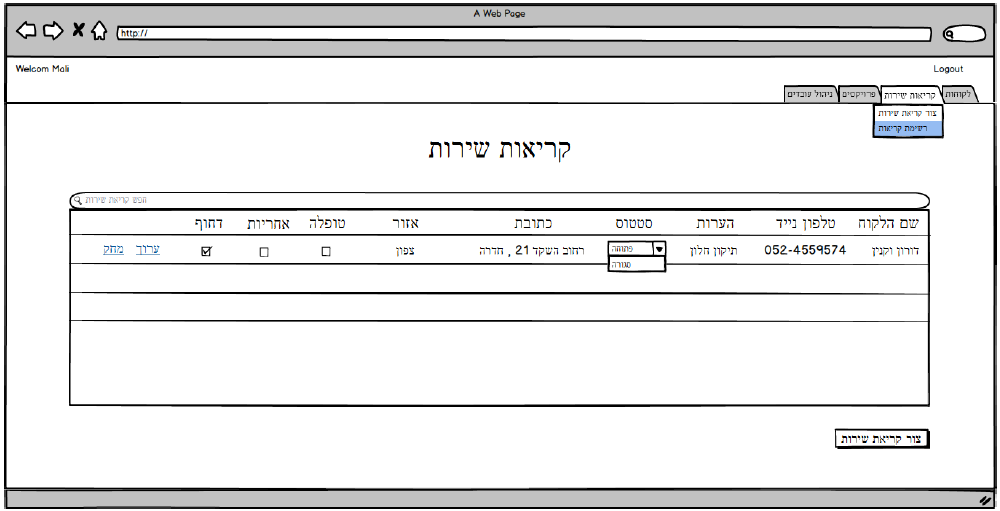 A Web Page
http://
Welcom Mali
Logout
לקוחות קריאות שירות פרויקטים ניהול עובדים
צור קריאת שירות
רשימת קריאות
קריאות שירות
חפש קריאת שירות
שם הלקוח טלפון נייד הערות סטטוס כתובת אזור טופלה אחריות דחוף
דורון וקנין 052-4559574 תיקון חלון פתוחה רחוב השקד 21 , חדרה צפון ערוך מחק
סגורה
צור קריאת שירות